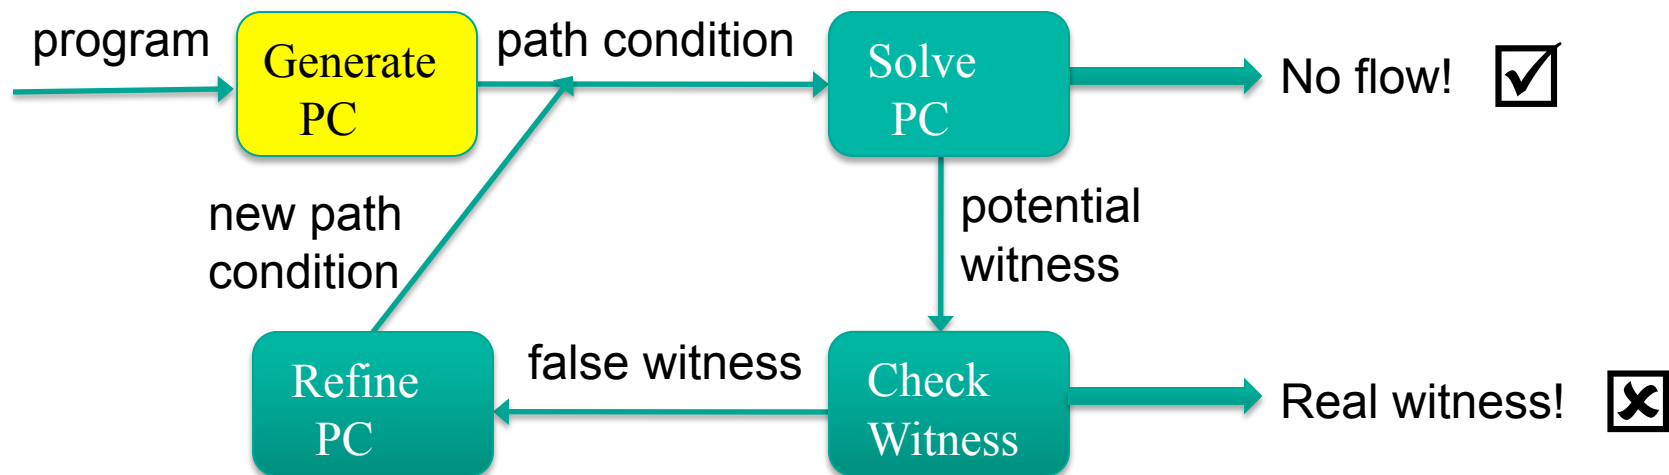 program
Generate
PC
path condition
Solve
PC
No flow!
new path
condition
potential
witness
Refine
PC
false witness
Check
Witness
Real witness!